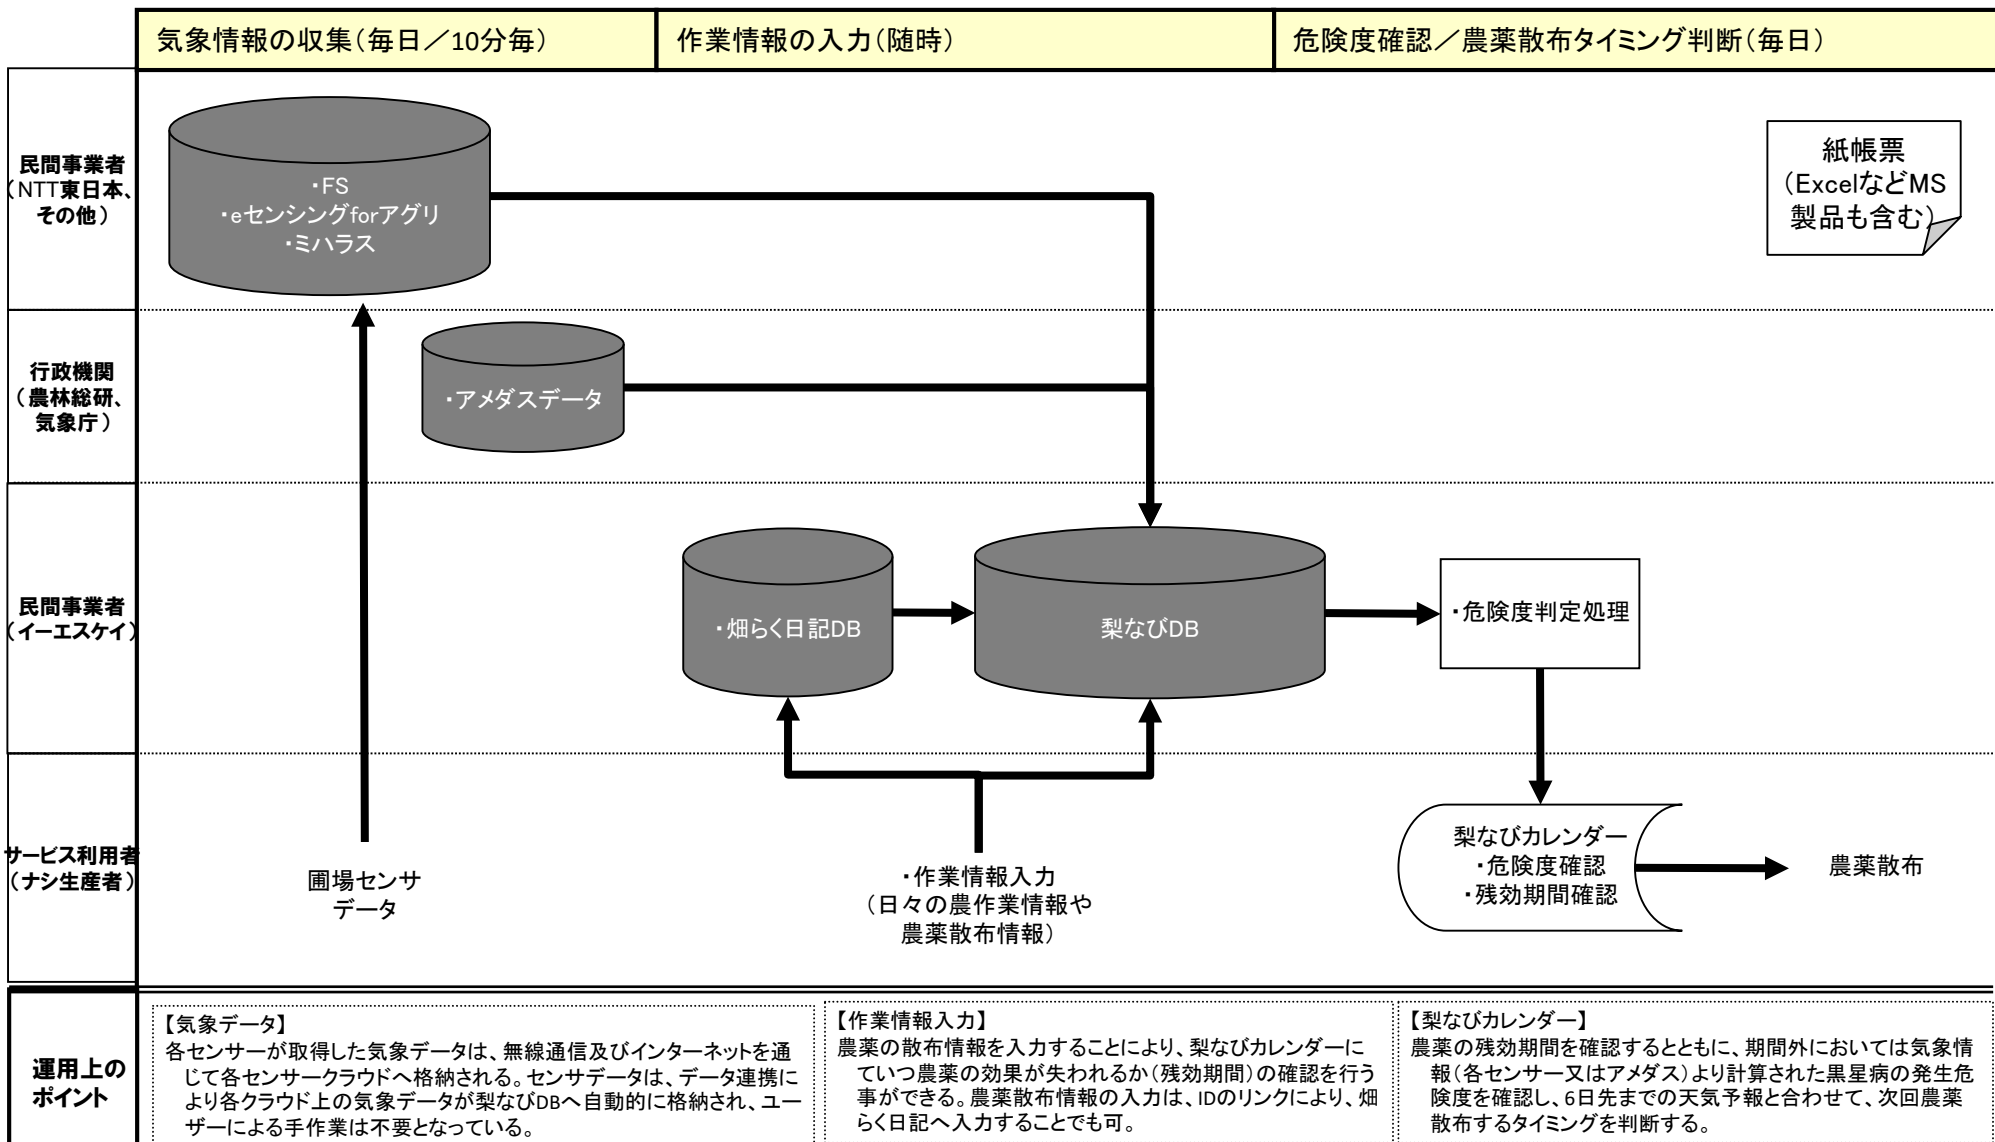 気象情報の収集(毎日／10分毎)
作業情報の入力(随時)
危険度確認／農薬散布タイミング判断(毎日)
民間事業者
（NTT東日本、
その他）
・FS
・eセンシングforアグリ
・ミハラス
紙帳票
（ExcelなどMS
製品も含む）
行政機関
（農林総研、
気象庁）
・アメダスデータ
民間事業者
（イーエスケイ）
・畑らく日記DB
梨なびDB
・危険度判定処理
サービス利用者
（ナシ生産者）
圃場センサ
データ
・作業情報入力
（日々の農作業情報や
農薬散布情報）
梨なびカレンダー
・危険度確認
・残効期間確認
農薬散布
運用上の
ポイント
【気象データ】
各センサーが取得した気象データは、無線通信及びインターネットを通
じて各センサークラウドへ格納される。センサデータは、データ連携に
より各クラウド上の気象データが梨なびDBへ自動的に格納され、ユー
ザーによる手作業は不要となっている。
【作業情報入力】
農薬の散布情報を入力することにより、梨なびカレンダーに
ていつ農薬の効果が失われるか（残効期間）の確認を行う
事ができる。農薬散布情報の入力は、IDのリンクにより、畑
らく日記へ入力することでも可。
【梨なびカレンダー】
農薬の残効期間を確認するとともに、期間外においては気象情
報（各センサー又はアメダス）より計算された黒星病の発生危
険度を確認し、6日先までの天気予報と合わせて、次回農薬
散布するタイミングを判断する。